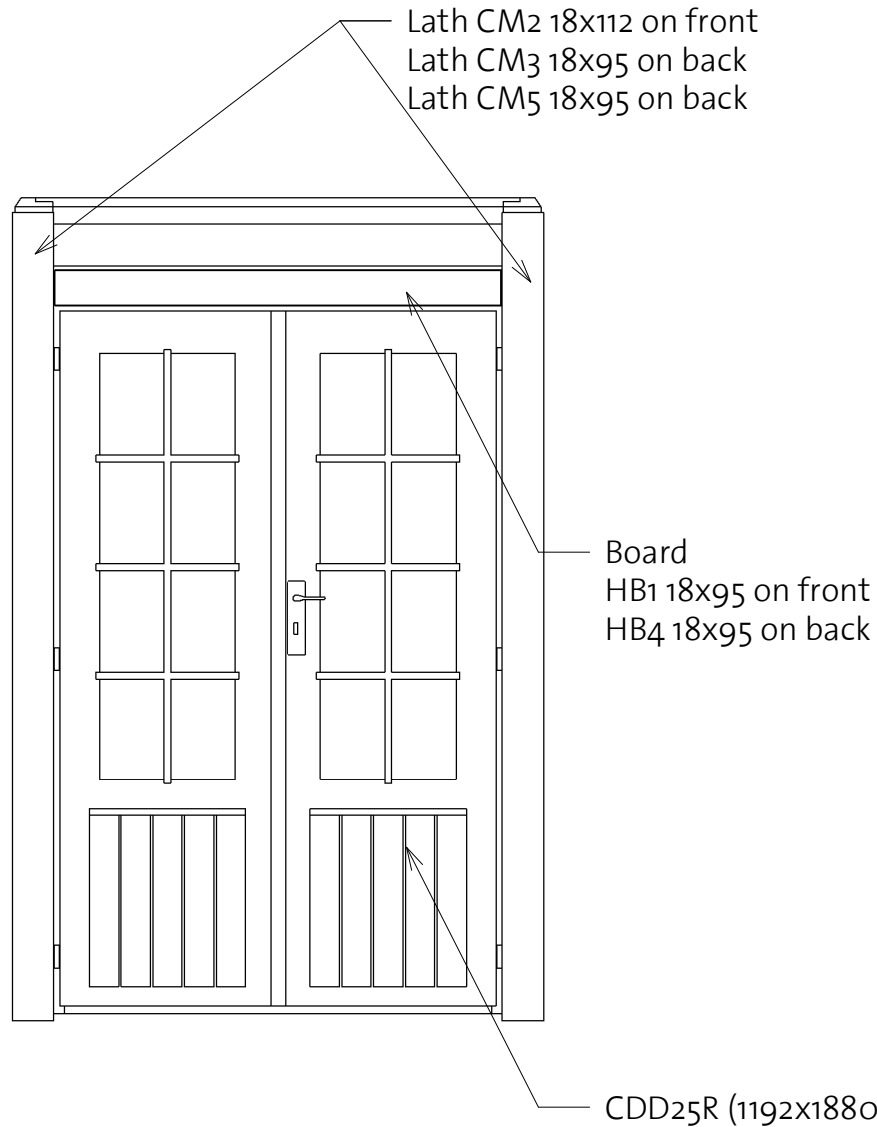 Lath CM2 18x112 on front
Lath CM3 18x95 on back
Lath CM5 18x95 on back
Board
HB1 18x95 on front
HB4 18x95 on back
CDD25R (1192x1880